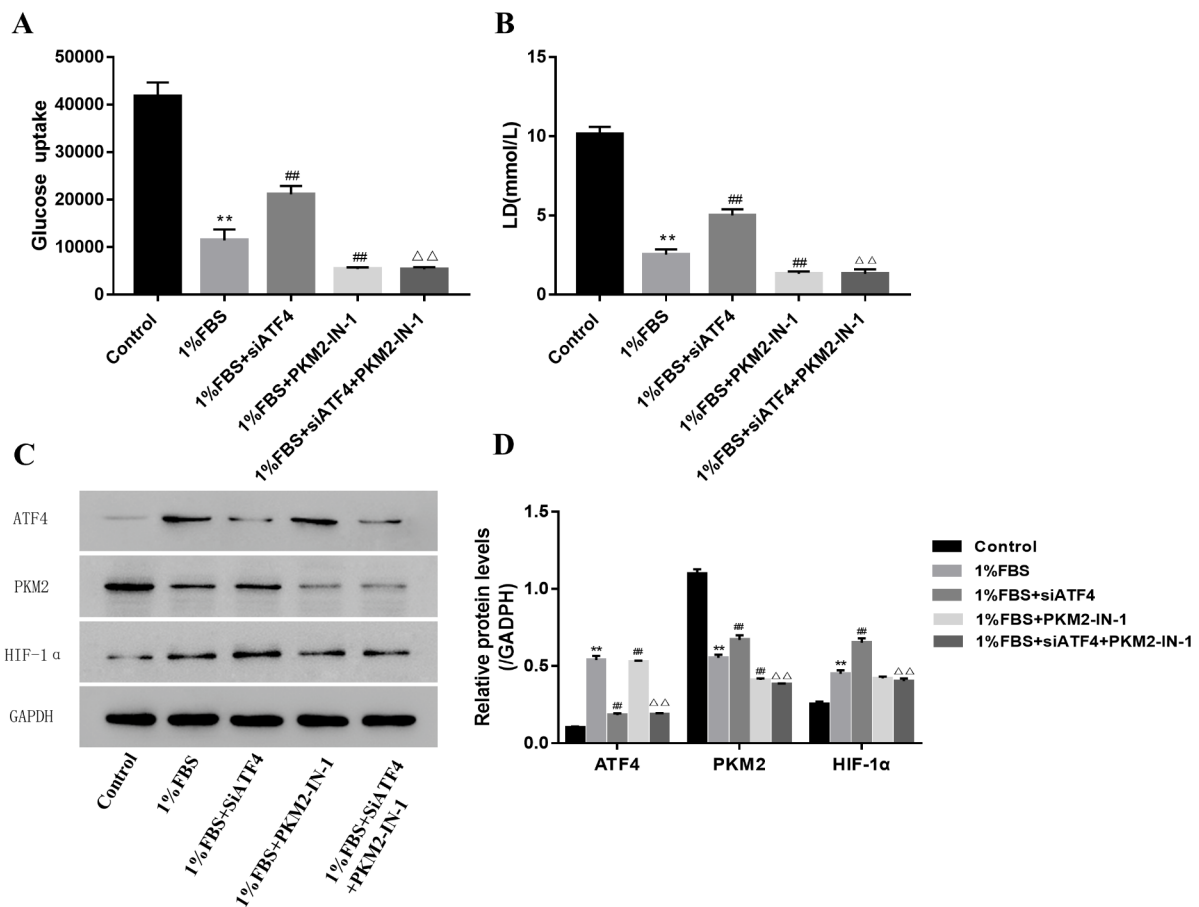 A
50000
40000
30000
20000
10000
0
Glucose uptake
**
##
##
△△
Control
1%FBS
1%FBS+siATF4
1%FBS+PKM2-IN-1
1%FBS+siATF4+PKM2-IN-1
B
15
10
5
0
LD(mmol/L)
**
##
##
△△
Control
1%FBS
1%FBS+siATF4
1%FBS+PKM2-IN-1
1%FBS+siATF4+PKM2-IN-1
C
ATF4
PKM2
HIF-1α
GAPDH
Control
1%FBS
1%FBS+SiATF4
1%FBS+PKM2-IN-1
1%FBS+SiATF4
+PKM2-IN-1
D
1.5
1.0
0.5
0.0
Relative protein levels
(/GADPH)
**
##
##
△△
**
##
##
△△
**
##
△△
ATF4
PKM2
HIF-1α
Control
1%FBS
1%FBS+siATF4
1%FBS+PKM2-IN-1
1%FBS+siATF4+PKM2-IN-1